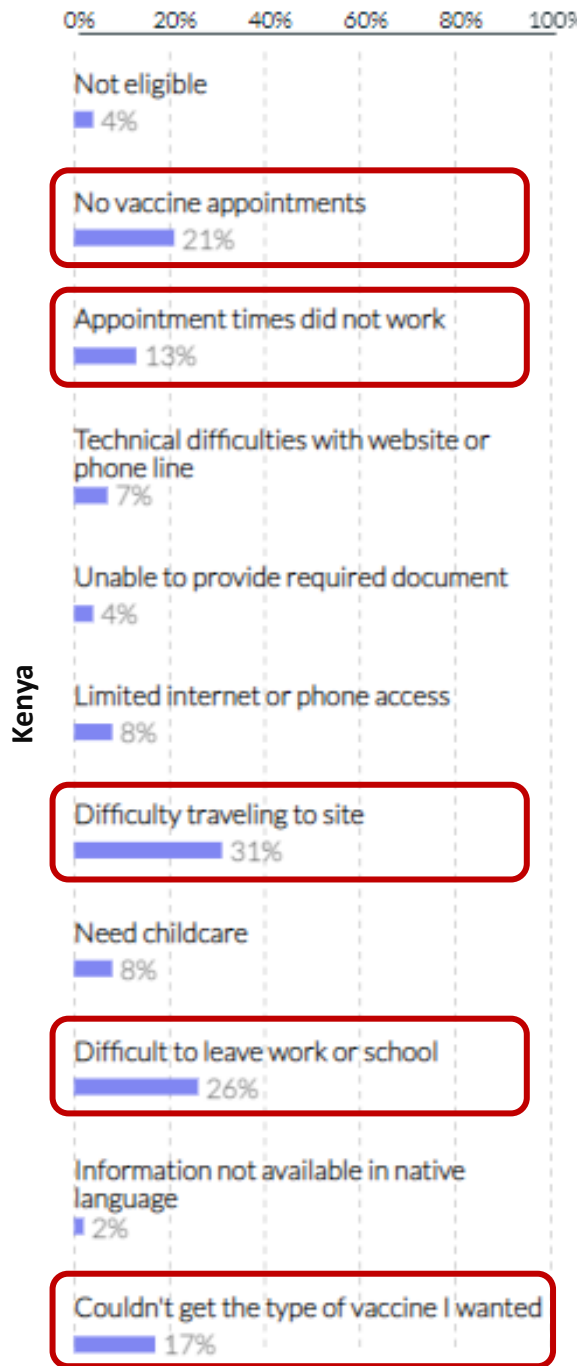 0% 20% 40% 60% 80% 100%
Not eligible
4%
No vaccine appointments
21%
Appointment times did not work
13%
Technical difficulties with website or
phone line
7%
Unable to provide required document
4%
Kenya
Limited internet or phone access
8%
Difficulty traveling to site
31%
Need childcare
8%
Difficult to leave work or school
26%
Information not available in native
language
2%
Couldn't get the type of vaccine I wanted
17%